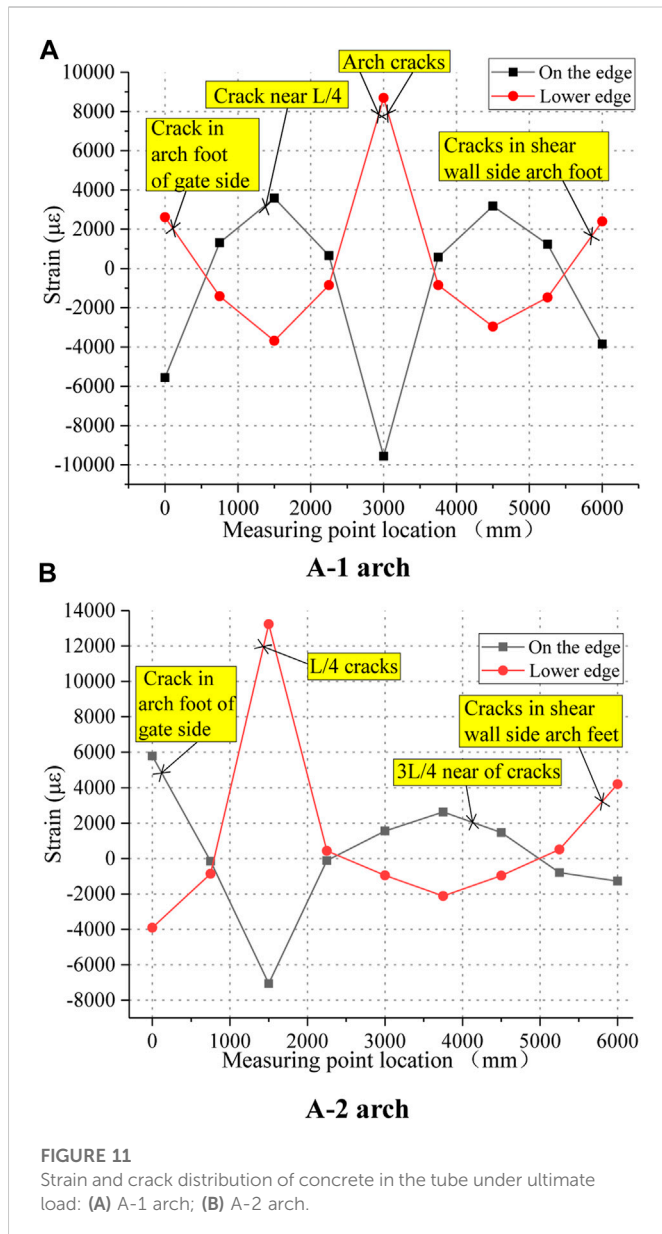 A
10000
8000
6000
4000
2000
0
-2000
-4000
-6000
-8000
-10000
Strain (με)
Arch cracks
Crack near L/4
Crack in
arch foot
of gate side
On the edge
Lower edge
Cracks in shear
wall side arch foot
0 1000 2000 3000 4000 5000 6000
Measuring point location （mm）
A-1 arch
B
14000
12000
10000
8000
6000
4000
2000
0
-2000
-4000
-6000
-8000
Strain (με)
Crack in
arch foot of
gate side
L/4 cracks
On the edge
Lower edge
Cracks in shear
wall side arch feet
3L/4 near of cracks
0 1000 2000 3000 4000 5000 6000
Measuring point location （mm）
A-2 arch
FIGURE 11
Strain and crack distribution of concrete in the tube under ultimate
load: (A) A-1 arch; (B) A-2 arch.